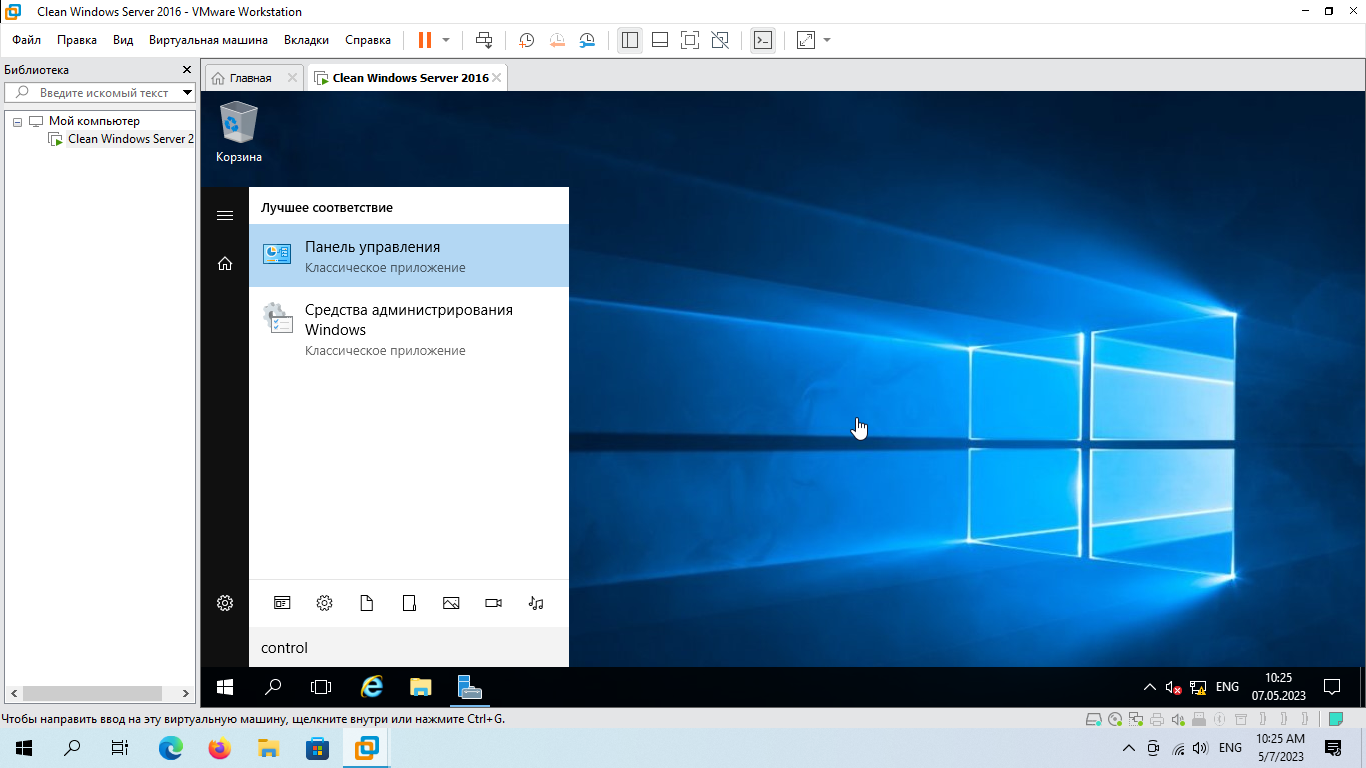 Clean Windows Server 2016 - VMware Workstation
Файл Правка Вид Виртуальная машина Вкладки Справка
Библиотека
Введите искомый текст
Мой компьютер
Clean Windows Server 2
Главная
Clean Windows Server 2016
Корзина
Лучшее соответствие
Панель управления
Классическое приложение
Средства администрирования
Windows
Классическое приложение
control
ENG
10:25
07.05.2023
Чтобы направить ввод на эту виртуальную машину, щелкните внутри или нажмите Ctrl+G.
ENG
10:25 AM
5/7/2023